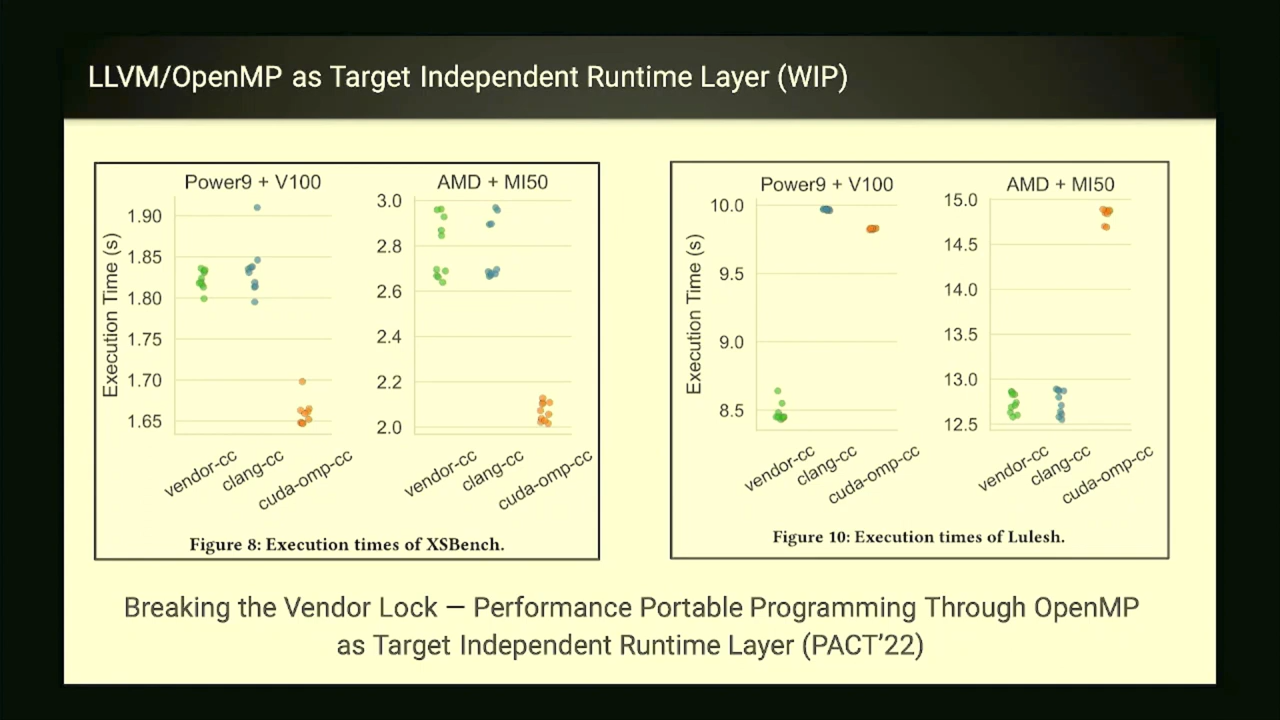 LLVM/OpenMP as Target Independent Runtime Layer (WIP)
Power9 + V100
AMD + MI50
Execution Time (s)
1.90
1.85
1.80
1.75
1.70
1.65
3.0
2.8
2.6
2.4
2.2
2.0
vendor-cc
clang-cc
cuda-omp-cc
vendor-cc
clang-cc
cuda-omp-cc
Figure 8: Execution times of XSBench.
Power9 + V100
AMD + MI50
Execution Time (s)
10.0
9.5
9.0
8.5
15.0
14.5
14.0
13.5
13.0
12.5
vendor-cc
clang-cc
cuda-omp-cc
vendor-cc
clang-cc
cuda-omp-cc
Figure 10: Execution times of Lulesh.
Breaking the Vendor Lock — Performance Portable Programming Through OpenMP
as Target Independent Runtime Layer (PACT'22)